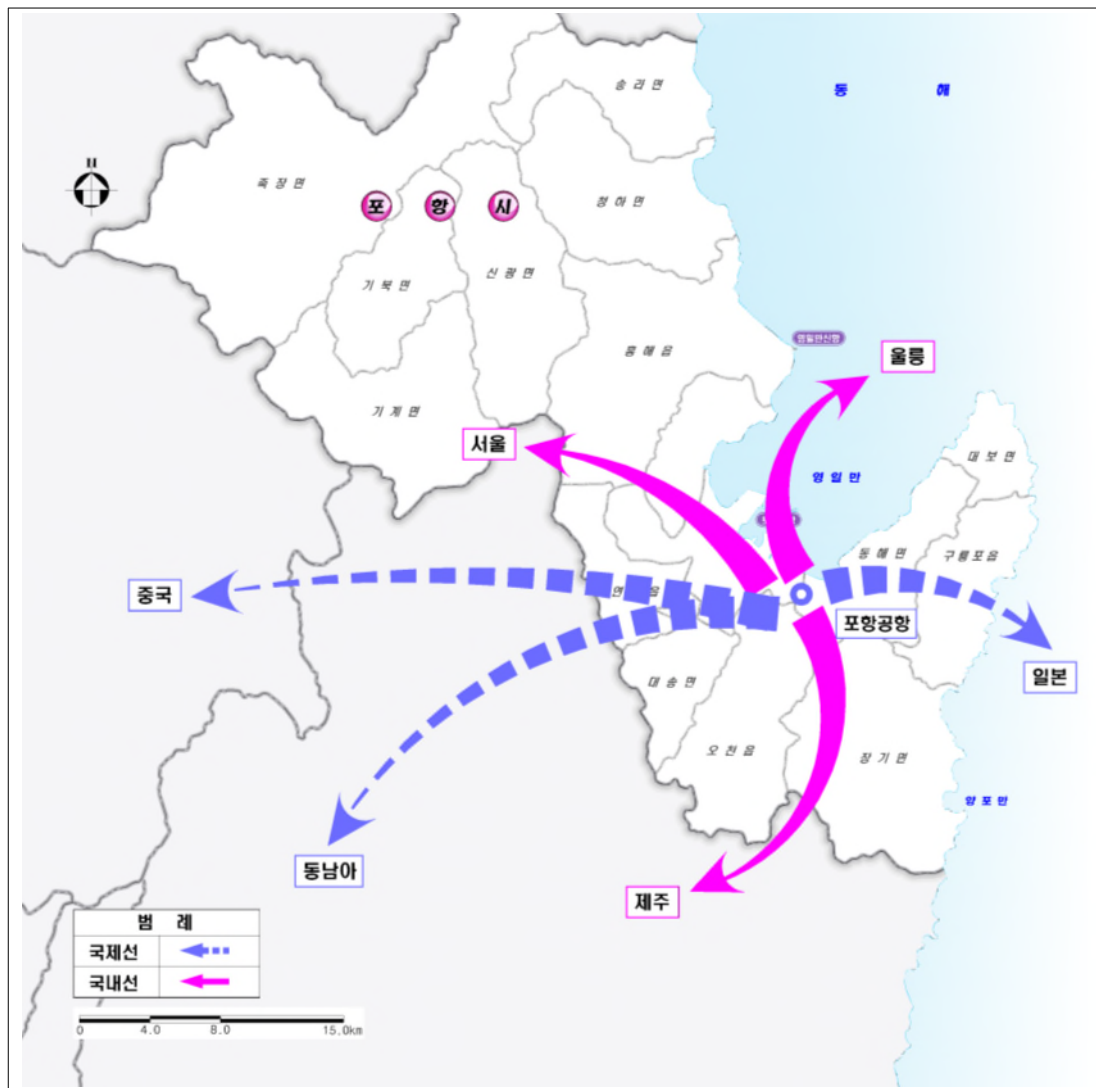 송 라 면
동 해
죽 장 면
포 항 시
청 하 면
기 북 면
신 광 면
영일만신항
흥 해 읍
울릉
기 계 면
서울
대 보 면
영 일 만
동 해 면
구 룡 포 읍
중국
포항공항
일본
대 송 면
오 천 읍
장 기 면
양 포 만
동남아
제주
범 례
국제선
국내선
0 4.0 8.0 15.0km